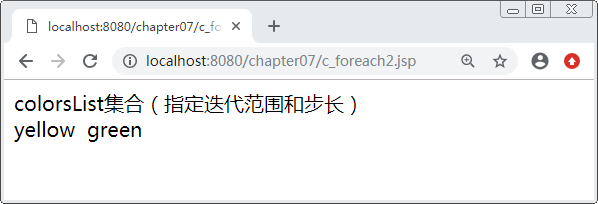 localhost:8080/chapter07/c_fo
localhost:8080/chapter07/c_foreach2.jsp
colorsList集合（指定迭代范围和步长）
yellow green